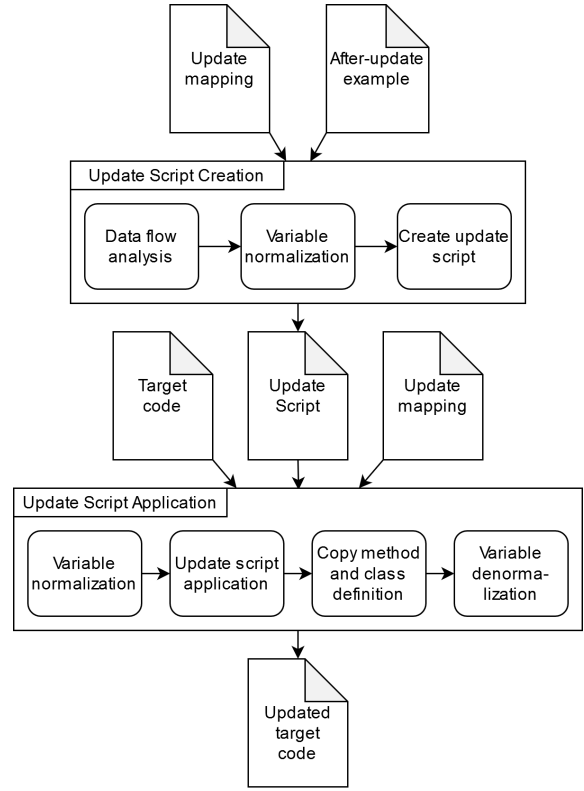 Update
mapping
After-update
example
Update Script Creation
Data flow
analysis
Variable
normalization
Create update
script
Target
code
Update
Script
Update
mapping
Update Script Application
Variable
normalization
Update script
application
Copy method
and class
definition
Variable
denorma-
lization
Updated
target
code